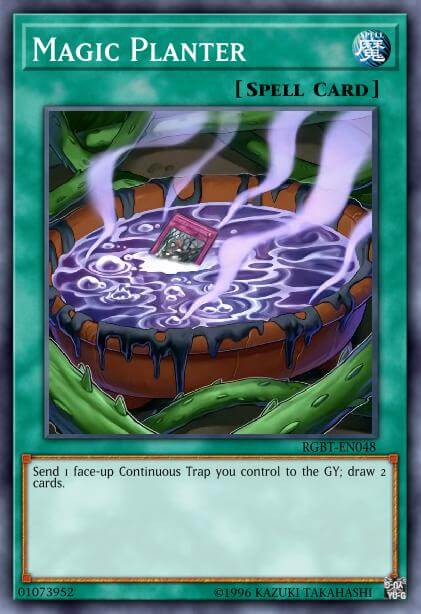 Magic Planter
[Spell Card]
RGBT-EN048
Send 1 face-up Continuous Trap you control to the GY; draw 2
cards.
01073952
©1996 KAZUKI TAKAHASHI